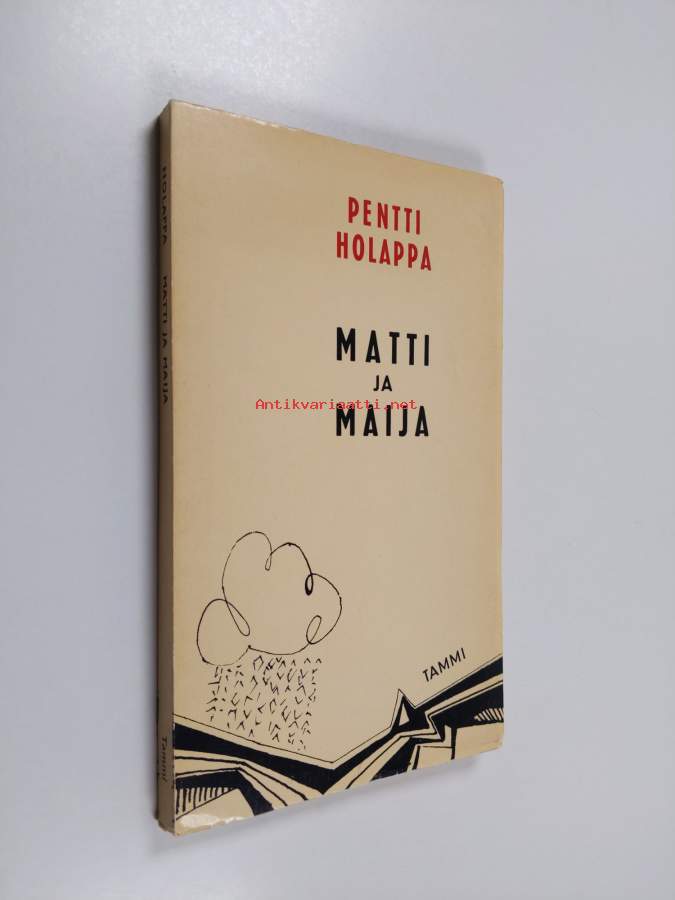 PENTTI
HOLAPPA
MATTI
JA
Antikvariaatti.net
MAIJA
TAMMI
HOLAPPA MATTI JA MAIJA
Tammi